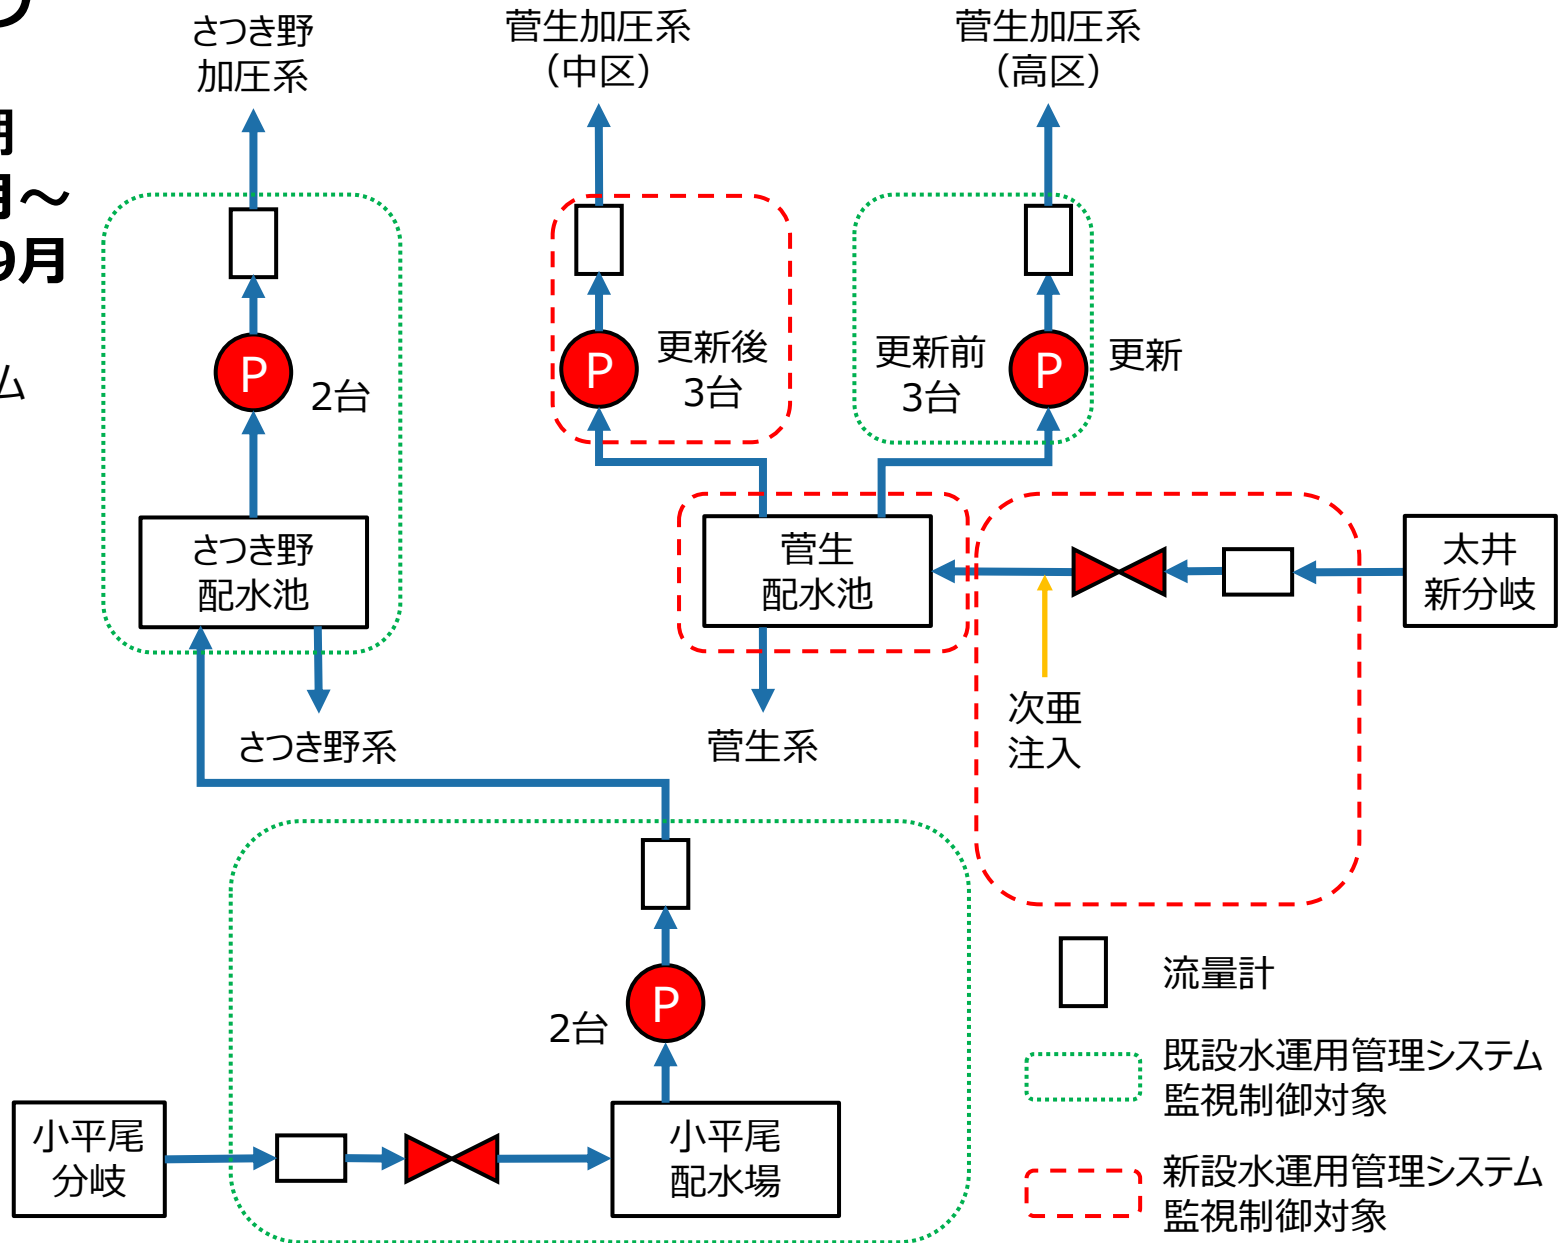 さつき野
加圧系
菅生加圧系
（中区）
菅生加圧系
（高区）
月
月～
9月
ム
P
2台
P
更新後
3台
更新前
3台
P
更新
さつき野
配水池
菅生
配水池
太井
新分岐
次亜
注入
さつき野系
菅生系
P
2台
小平尾
分岐
小平尾
配水場
流量計
既設水運用管理システム
監視制御対象
新設水運用管理システム
監視制御対象